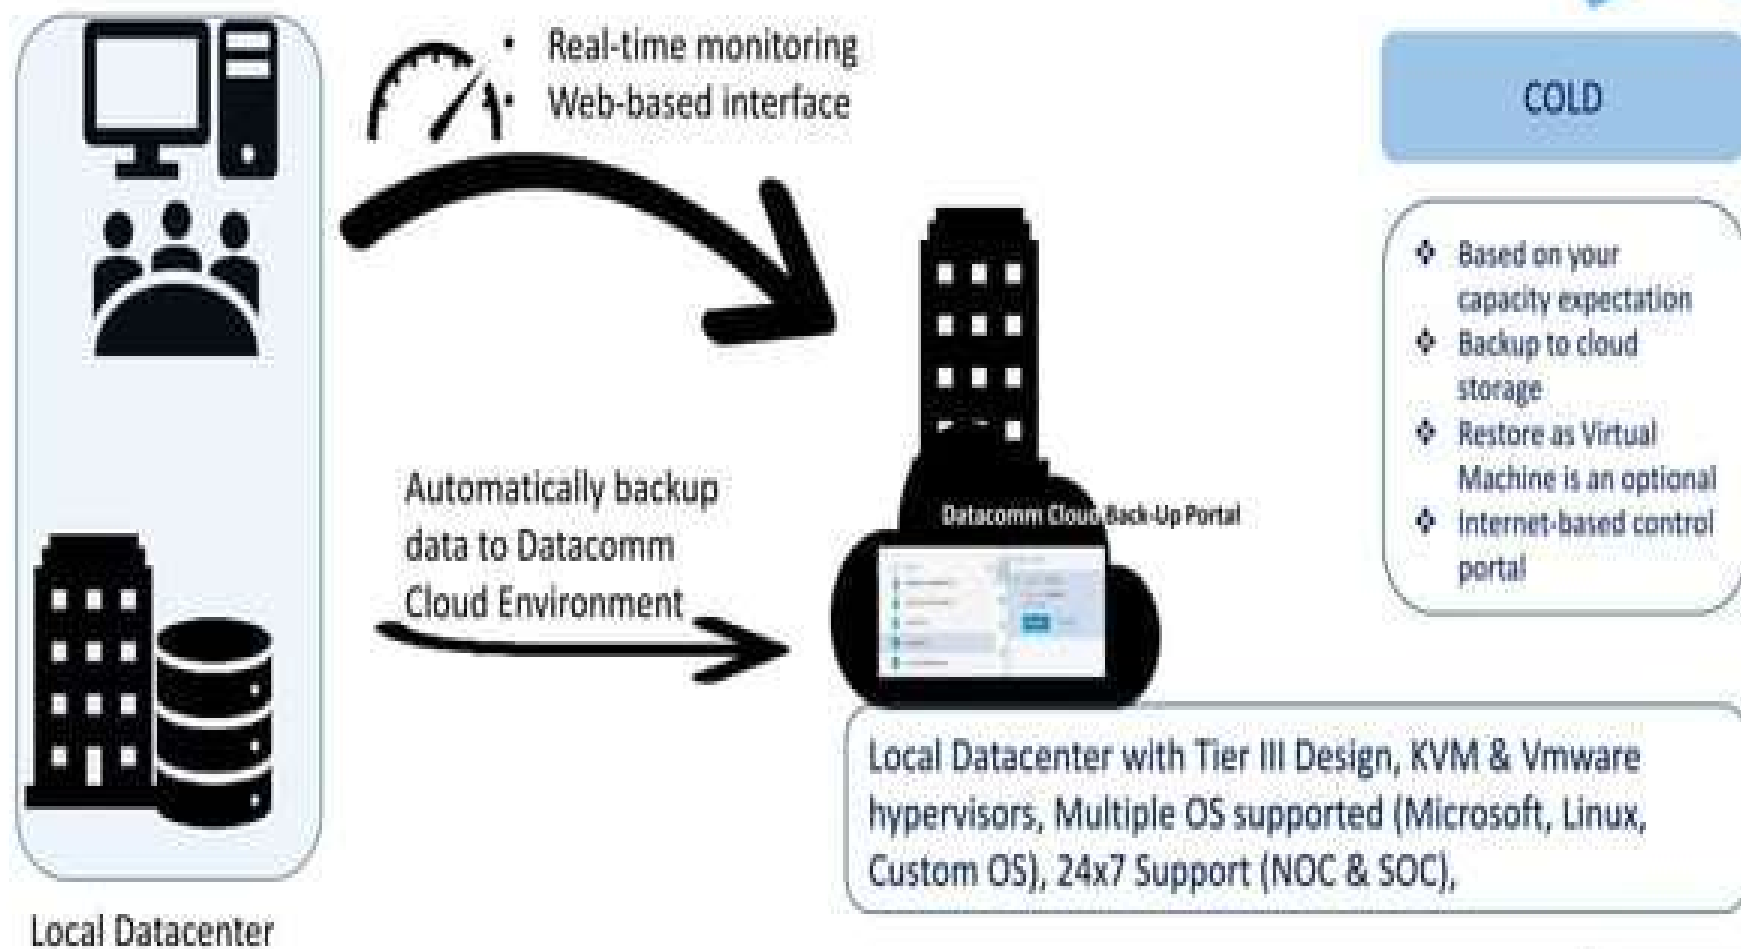 • Real-time monitoring
• Web-based interface
COLD
❖ Based on your
capacity expectation
❖ Backup to cloud
storage
❖ Restore as Virtual
Machine is an optional
❖ Internet-based control
portal
Automatically backup
data to Datacomm
Cloud Environment
Datacomm Cloud Back-Up Portal
Local Datacenter with Tier III Design, KVM & Vmware
hypervisors, Multiple OS supported (Microsoft, Linux,
Custom OS), 24x7 Support (NOC & SOC),
Local Datacenter